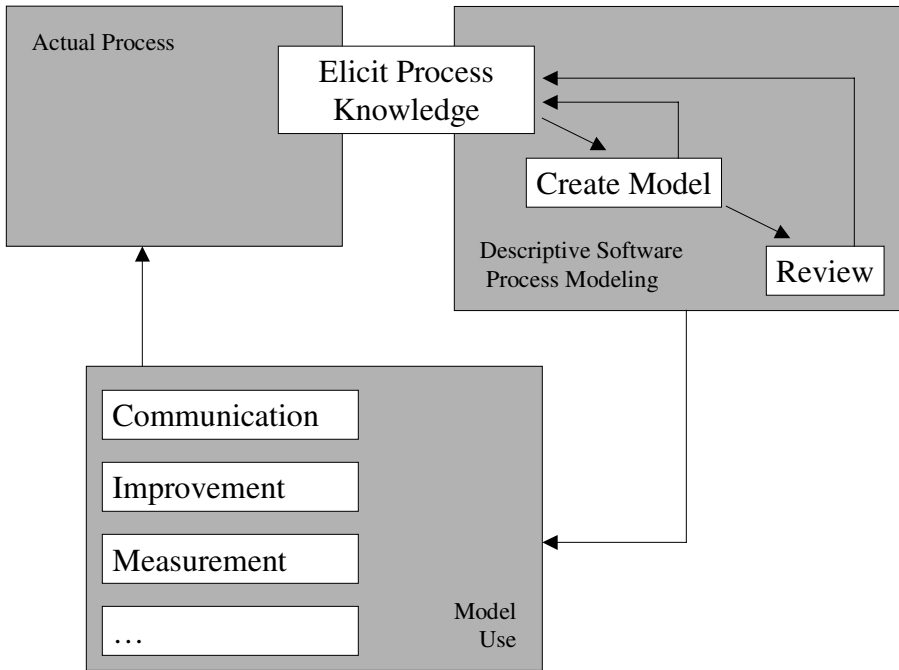 Actual Process
Elicit Process
Knowledge
Create Model
Descriptive Software
Process Modeling
Review
Communication
Improvement
Measurement
…
Model
Use